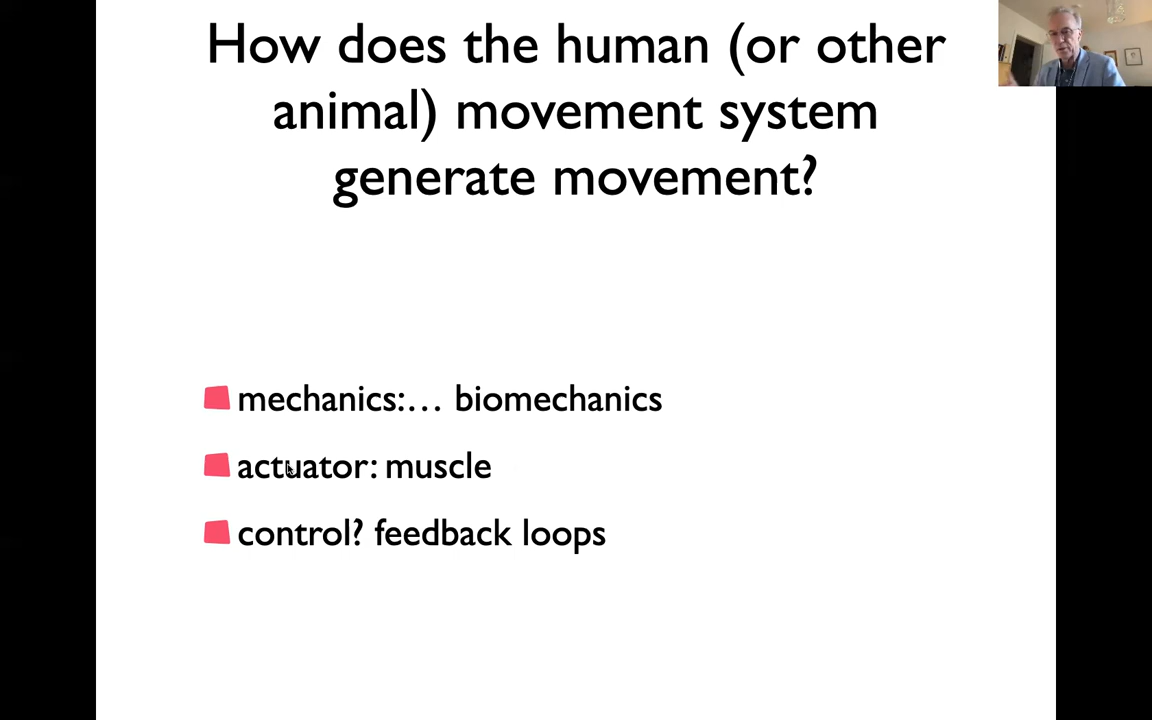 How does the human (or other
animal) movement system
generate movement?
mechanics:… biomechanics
actuator: muscle
control? feedback loops